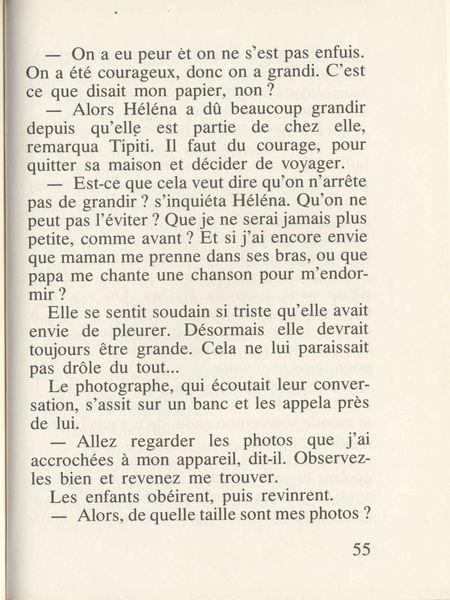 — On a eu peur et on ne s'est pas enfuis.
On a été courageux, donc on a grandi. C'est
ce que disait mon papier, non ?
— Alors Héléna a dû beaucoup grandir
depuis qu'elle est partie de chez elle,
remarqua Tipiti. Il faut du courage, pour
quitter sa maison et décider de voyager.
— Est-ce que cela veut dire qu'on n'arrête
pas de grandir ? s'inquiéta Héléna. Qu'on ne
peut pas l'éviter ? Que je ne serai jamais plus
petite, comme avant ? Et si j'ai encore envie
que maman me prenne dans ses bras, ou que
papa me chante une chanson pour m'endor-
mir ?
Elle se sentit soudain si triste qu'elle avait
envie de pleurer. Désormais elle devrait
toujours être grande. Cela ne lui paraissait
pas drôle du tout...
Le photographe, qui écoutait leur conver-
sation, s'assit sur un banc et les appela près
de lui.
— Allez regarder les photos que j'ai
accrochées à mon appareil, dit-il. Observez-
les bien et revenez me trouver.
Les enfants obéirent, puis revinrent.
— Alors, de quelle taille sont mes photos ?
55